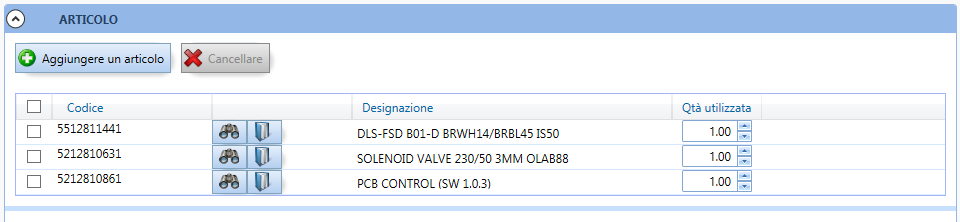 ARTICOLO
Aggiungere un articolo Cancellare
Codice Designazione Qtà utilizzata
5512811441 DLS-FSD B01-D BRWH14/BRBL45 IS50 1.00
5212810631 SOLENOID VALVE 230/50 3MM OLAB88 1.00
5212810861 PCB CONTROL (SW 1.0.3) 1.00